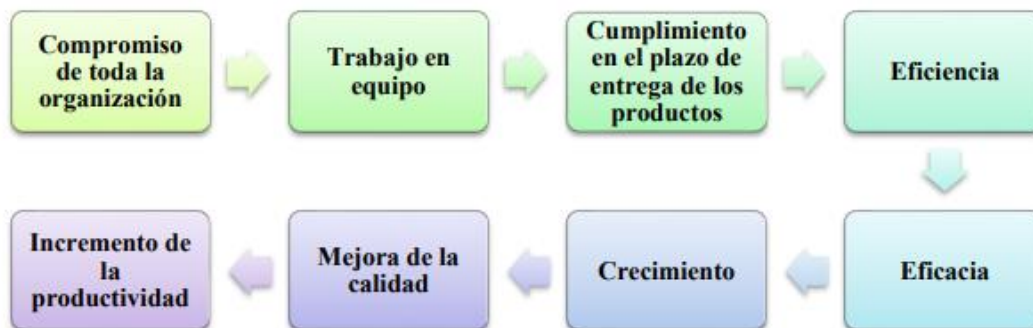 Compromiso
de toda la
organización
Trabajo en
equipo
Cumplimiento
en el plazo de
entrega de los
productos
Eficiencia
Eficacia
Crecimiento
Mejora de la
calidad
Incremento de
la
productividad